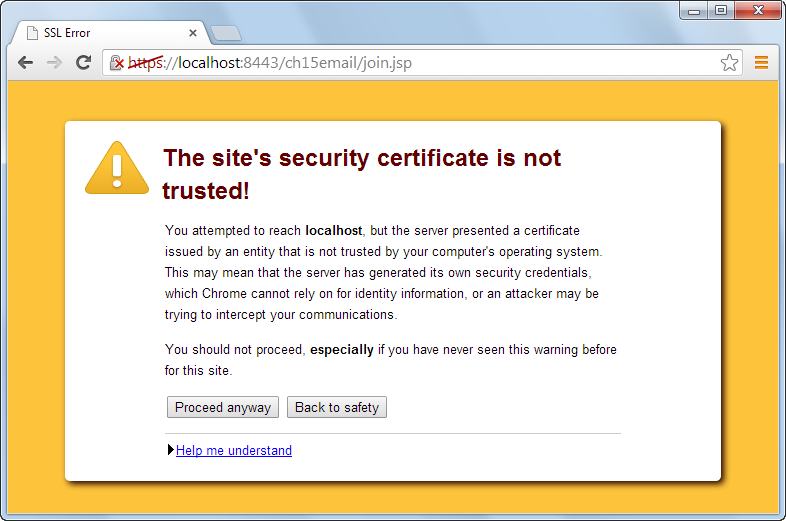 SSL Error
https://localhost:8443/ch15email/join.jsp
The site's security certificate is not
trusted!
You attempted to reach localhost, but the server presented a certificate
issued by an entity that is not trusted by your computer's operating system.
This may mean that the server has generated its own security credentials,
which Chrome cannot rely on for identity information, or an attacker may be
trying to intercept your communications.
You should not proceed, especially if you have never seen this warning before
for this site.
Proceed anyway Back to safety
Help me understand